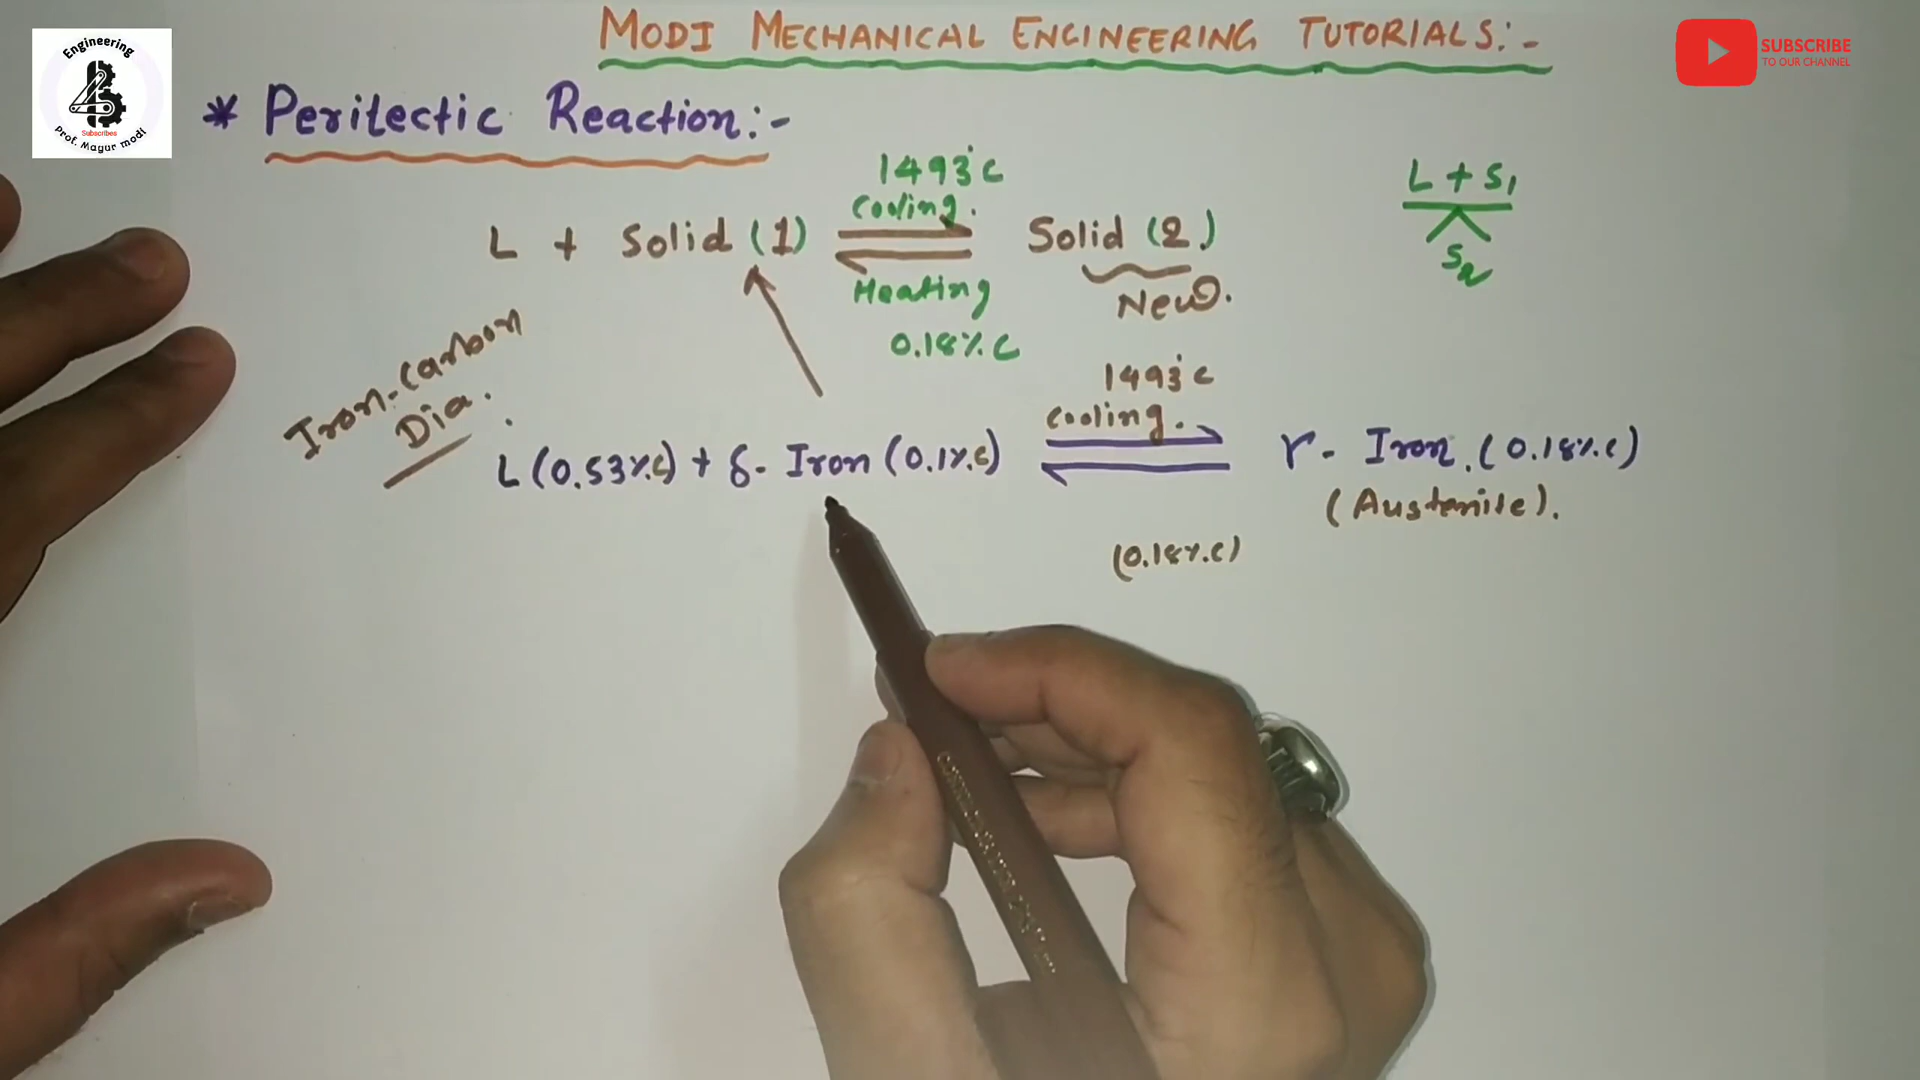 MODI MECHANICAL ENGINEERING TUTORIALS:-
SUBSCRIBE
TO OUR CHANNEL
Engineering
Subscribes
Prof. Mayur modi
* Peritectic Reaction:-
1493°c
cooling.
L + Solid (1) Solid (2)
Heating
New.
0.18%.C
L + S1
S2
Iron-Carbon
Dia.
1493°c
cooling.
L (0.53%.C) + δ- Iron (0.1%.C) γ- Iron. (0.18%.C)
(Austenite).
(0.18%.C)